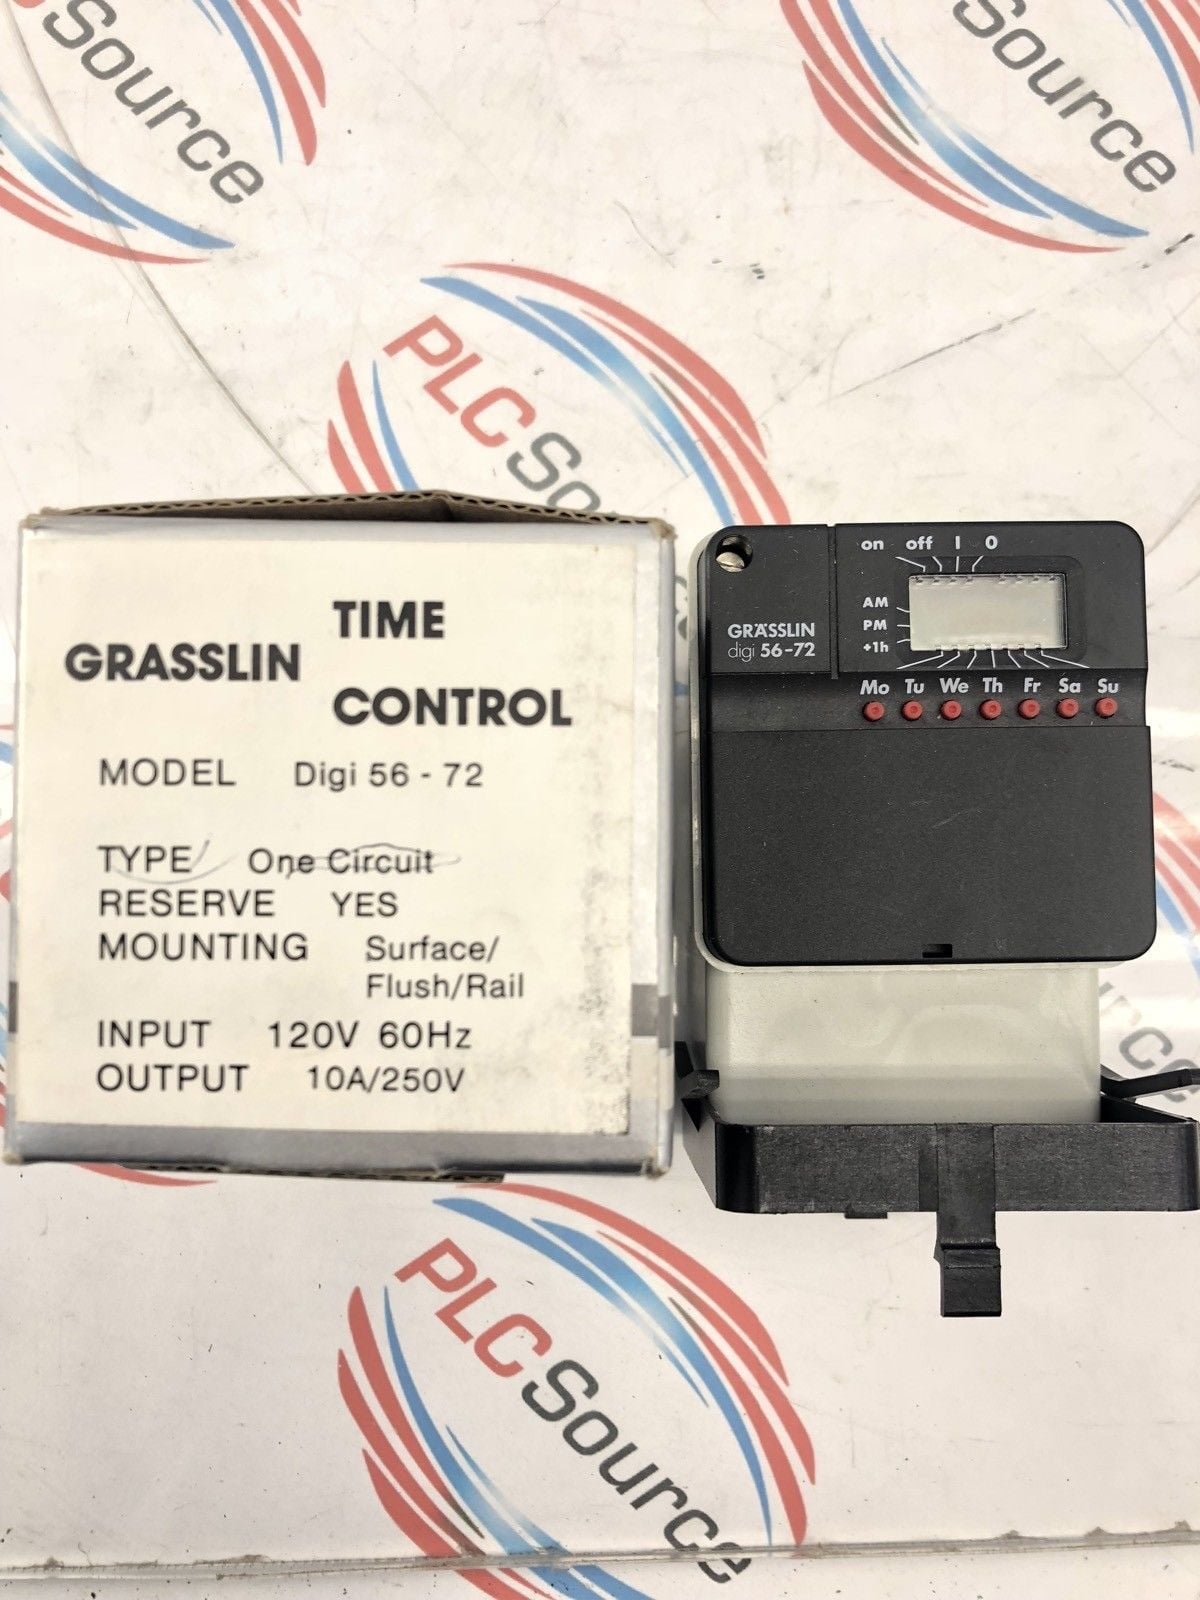 Source
Source
PLCSource
TIME
GRASSLIN
CONTROL
MODEL Digi 56 - 72
TYPE One Circuit
RESERVE YES
MOUNTING Surface/
Flush/Rail
INPUT 120V 60Hz
OUTPUT 10A/250V
on off I 0
AM
PM
+1h
GRÄSSLIN
digi 56-72
Mo Tu We Th Fr Sa Su
PLCSource